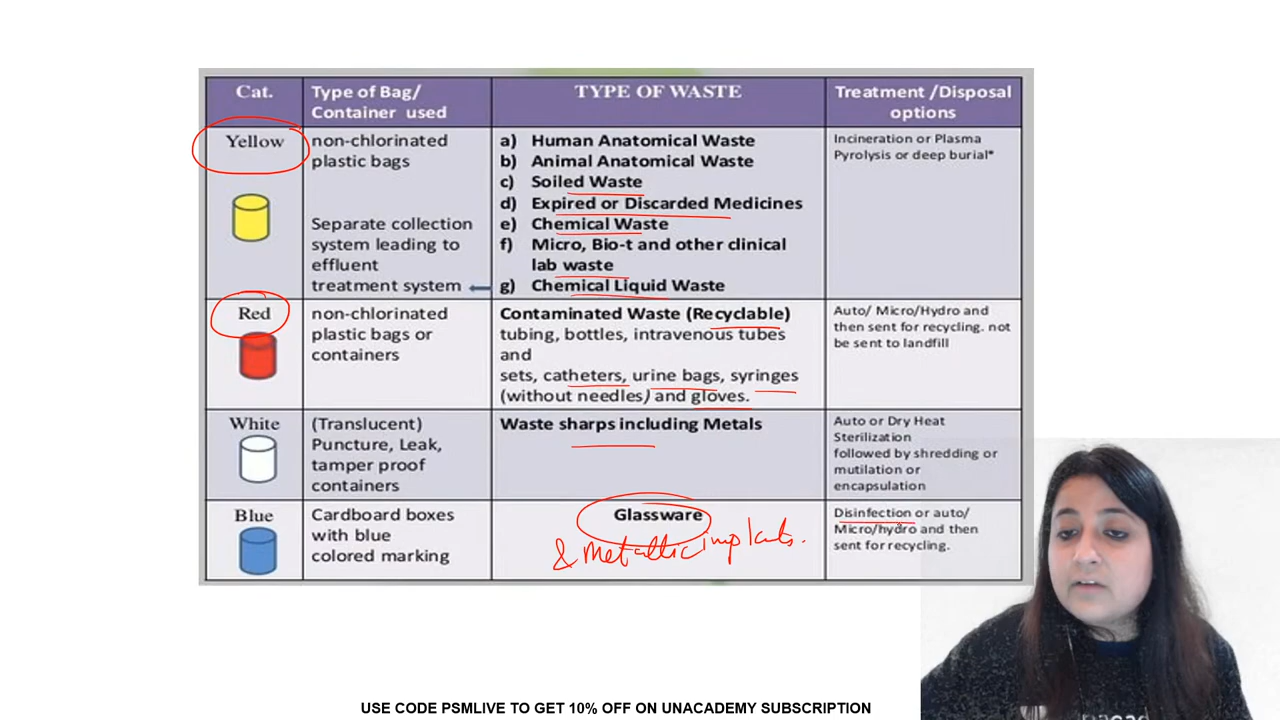 Cat.
Type of Bag/
Container used
TYPE OF WASTE
Treatment /Disposal
options
Yellow
non-chlorinated
plastic bags
Separate collection
system leading to
effluent
treatment system
a) Human Anatomical Waste
b) Animal Anatomical Waste
c) Soiled Waste
d) Expired or Discarded Medicines
e) Chemical Waste
f) Micro, Bio-t and other clinical
lab waste
g) Chemical Liquid Waste
Incineration or Plasma
Pyrolysis or deep burial*
Red
non-chlorinated
plastic bags or
containers
Contaminated Waste (Recyclable)
tubing, bottles, intravenous tubes
and
sets, catheters, urine bags, syringes
(without needles) and gloves.
Auto/ Micro/Hydro and
then sent for recycling. not
be sent to landfill
White
(Translucent)
Puncture, Leak,
tamper proof
containers
Waste sharps including Metals
Auto or Dry Heat
Sterilization
followed by shredding or
mutilation or
encapsulation
Blue
Cardboard boxes
with blue
colored marking
Glassware
& Metallic implants.
Disinfection or auto/
Micro/hydro and then
sent for recycling.
USE CODE PSMLIVE TO GET 10% OFF ON UNACADEMY SUBSCRIPTION